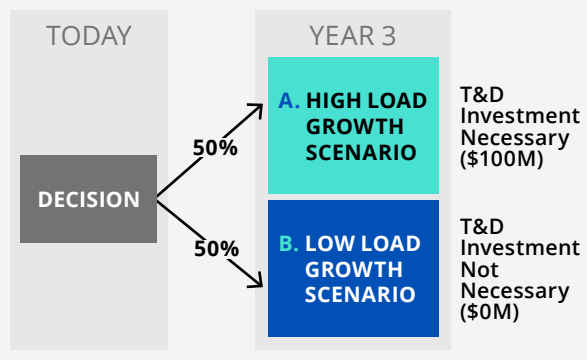 TODAY
YEAR 3
DECISION
50%
50%
A. HIGH LOAD
GROWTH
SCENARIO
T&D
Investment
Necessary
($100M)
B. LOW LOAD
GROWTH
SCENARIO
T&D
Investment
Not
Necessary
($0M)